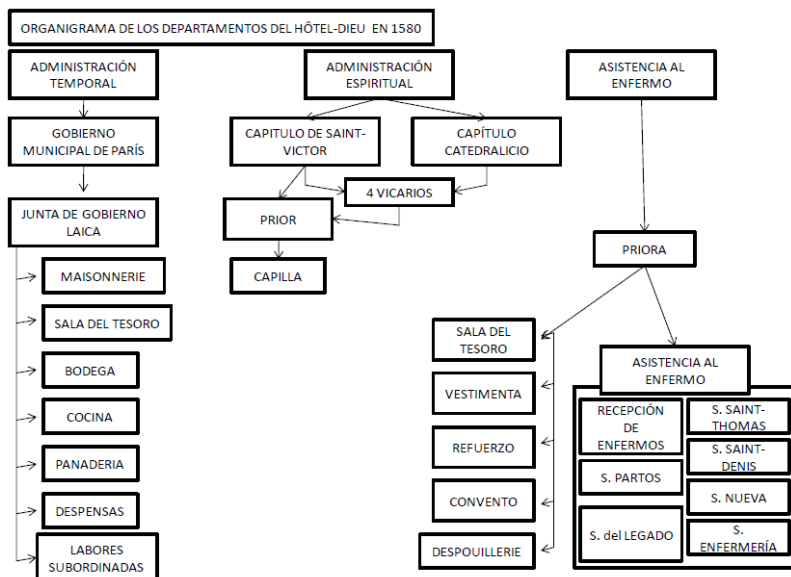 ORGANIGRAMA DE LOS DEPARTAMENTOS DEL HÔTEL-DIEU EN 1580
ADMINISTRACIÓN
TEMPORAL
ADMINISTRACIÓN
ESPIRITUAL
ASISTENCIA AL
ENFERMO
GOBIERNO
MUNICIPAL DE PARÍS
CAPITULO DE SAINT-
VICTOR
CAPÍTULO
CATEDRALICIO
4 VICARIOS
JUNTA DE GOBIERNO
LAICA
PRIOR
PRIORA
CAPILLA
MAISONNERIE
SALA DEL TESORO
BODEGA
COCINA
PANADERIA
DESPENSAS
LABORES
SUBORDINADAS
SALA DEL
TESORO
VESTIMENTA
REFUERZO
CONVENTO
DESPOUILLERIE
ASISTENCIA AL
ENFERMO
RECEPCIÓN
DE
ENFERMOS
S. PARTOS
S. del LEGADO
S. SAINT-
THOMAS
S. SAINT-
DENIS
S. NUEVA
S.
ENFERMERÍA